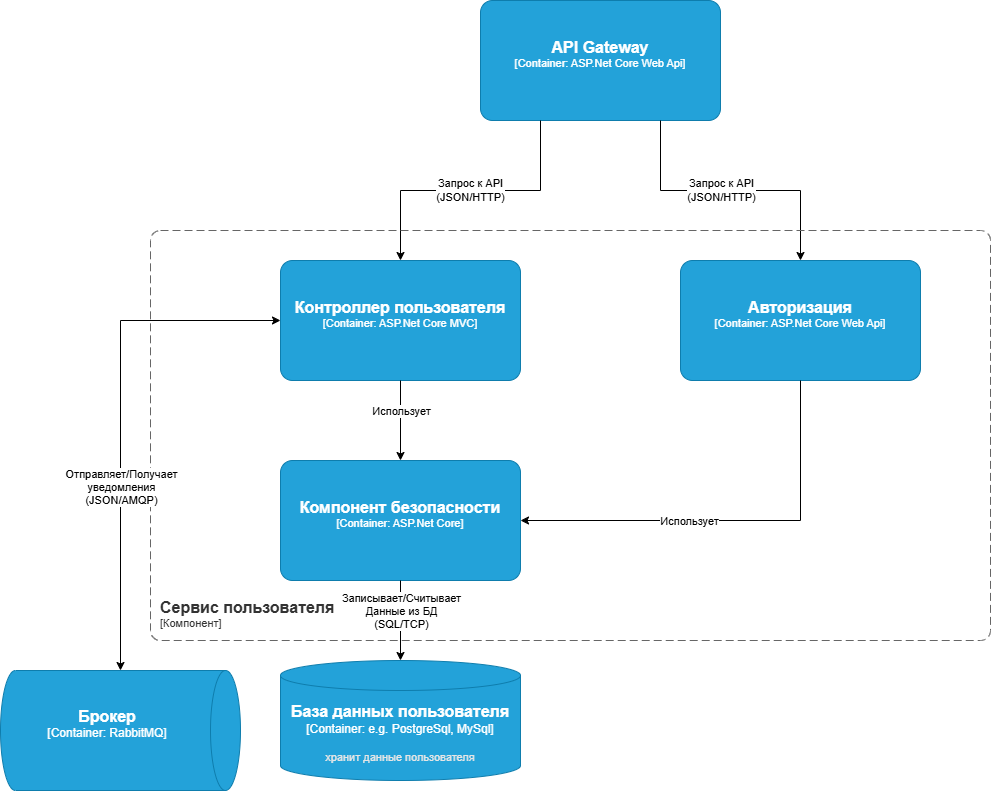 API Gateway
[Container: ASP.Net Core Web Api]
Запрос к API
(JSON/HTTP)
Запрос к API
(JSON/HTTP)
Контроллер пользователя
[Container: ASP.Net Core MVC]
Авторизация
[Container: ASP.Net Core Web Api]
Использует
Отправляет/Получает
уведомления
(JSON/AMQP)
Компонент безопасности
[Container: ASP.Net Core]
Использует
Записывает/Считывает
Данные из БД
(SQL/TCP)
Сервис пользователя
[Компонент]
Брокер
[Container: RabbitMQ]
База данных пользователя
[Container: e.g. PostgreSql, MySql]
хранит данные пользователя